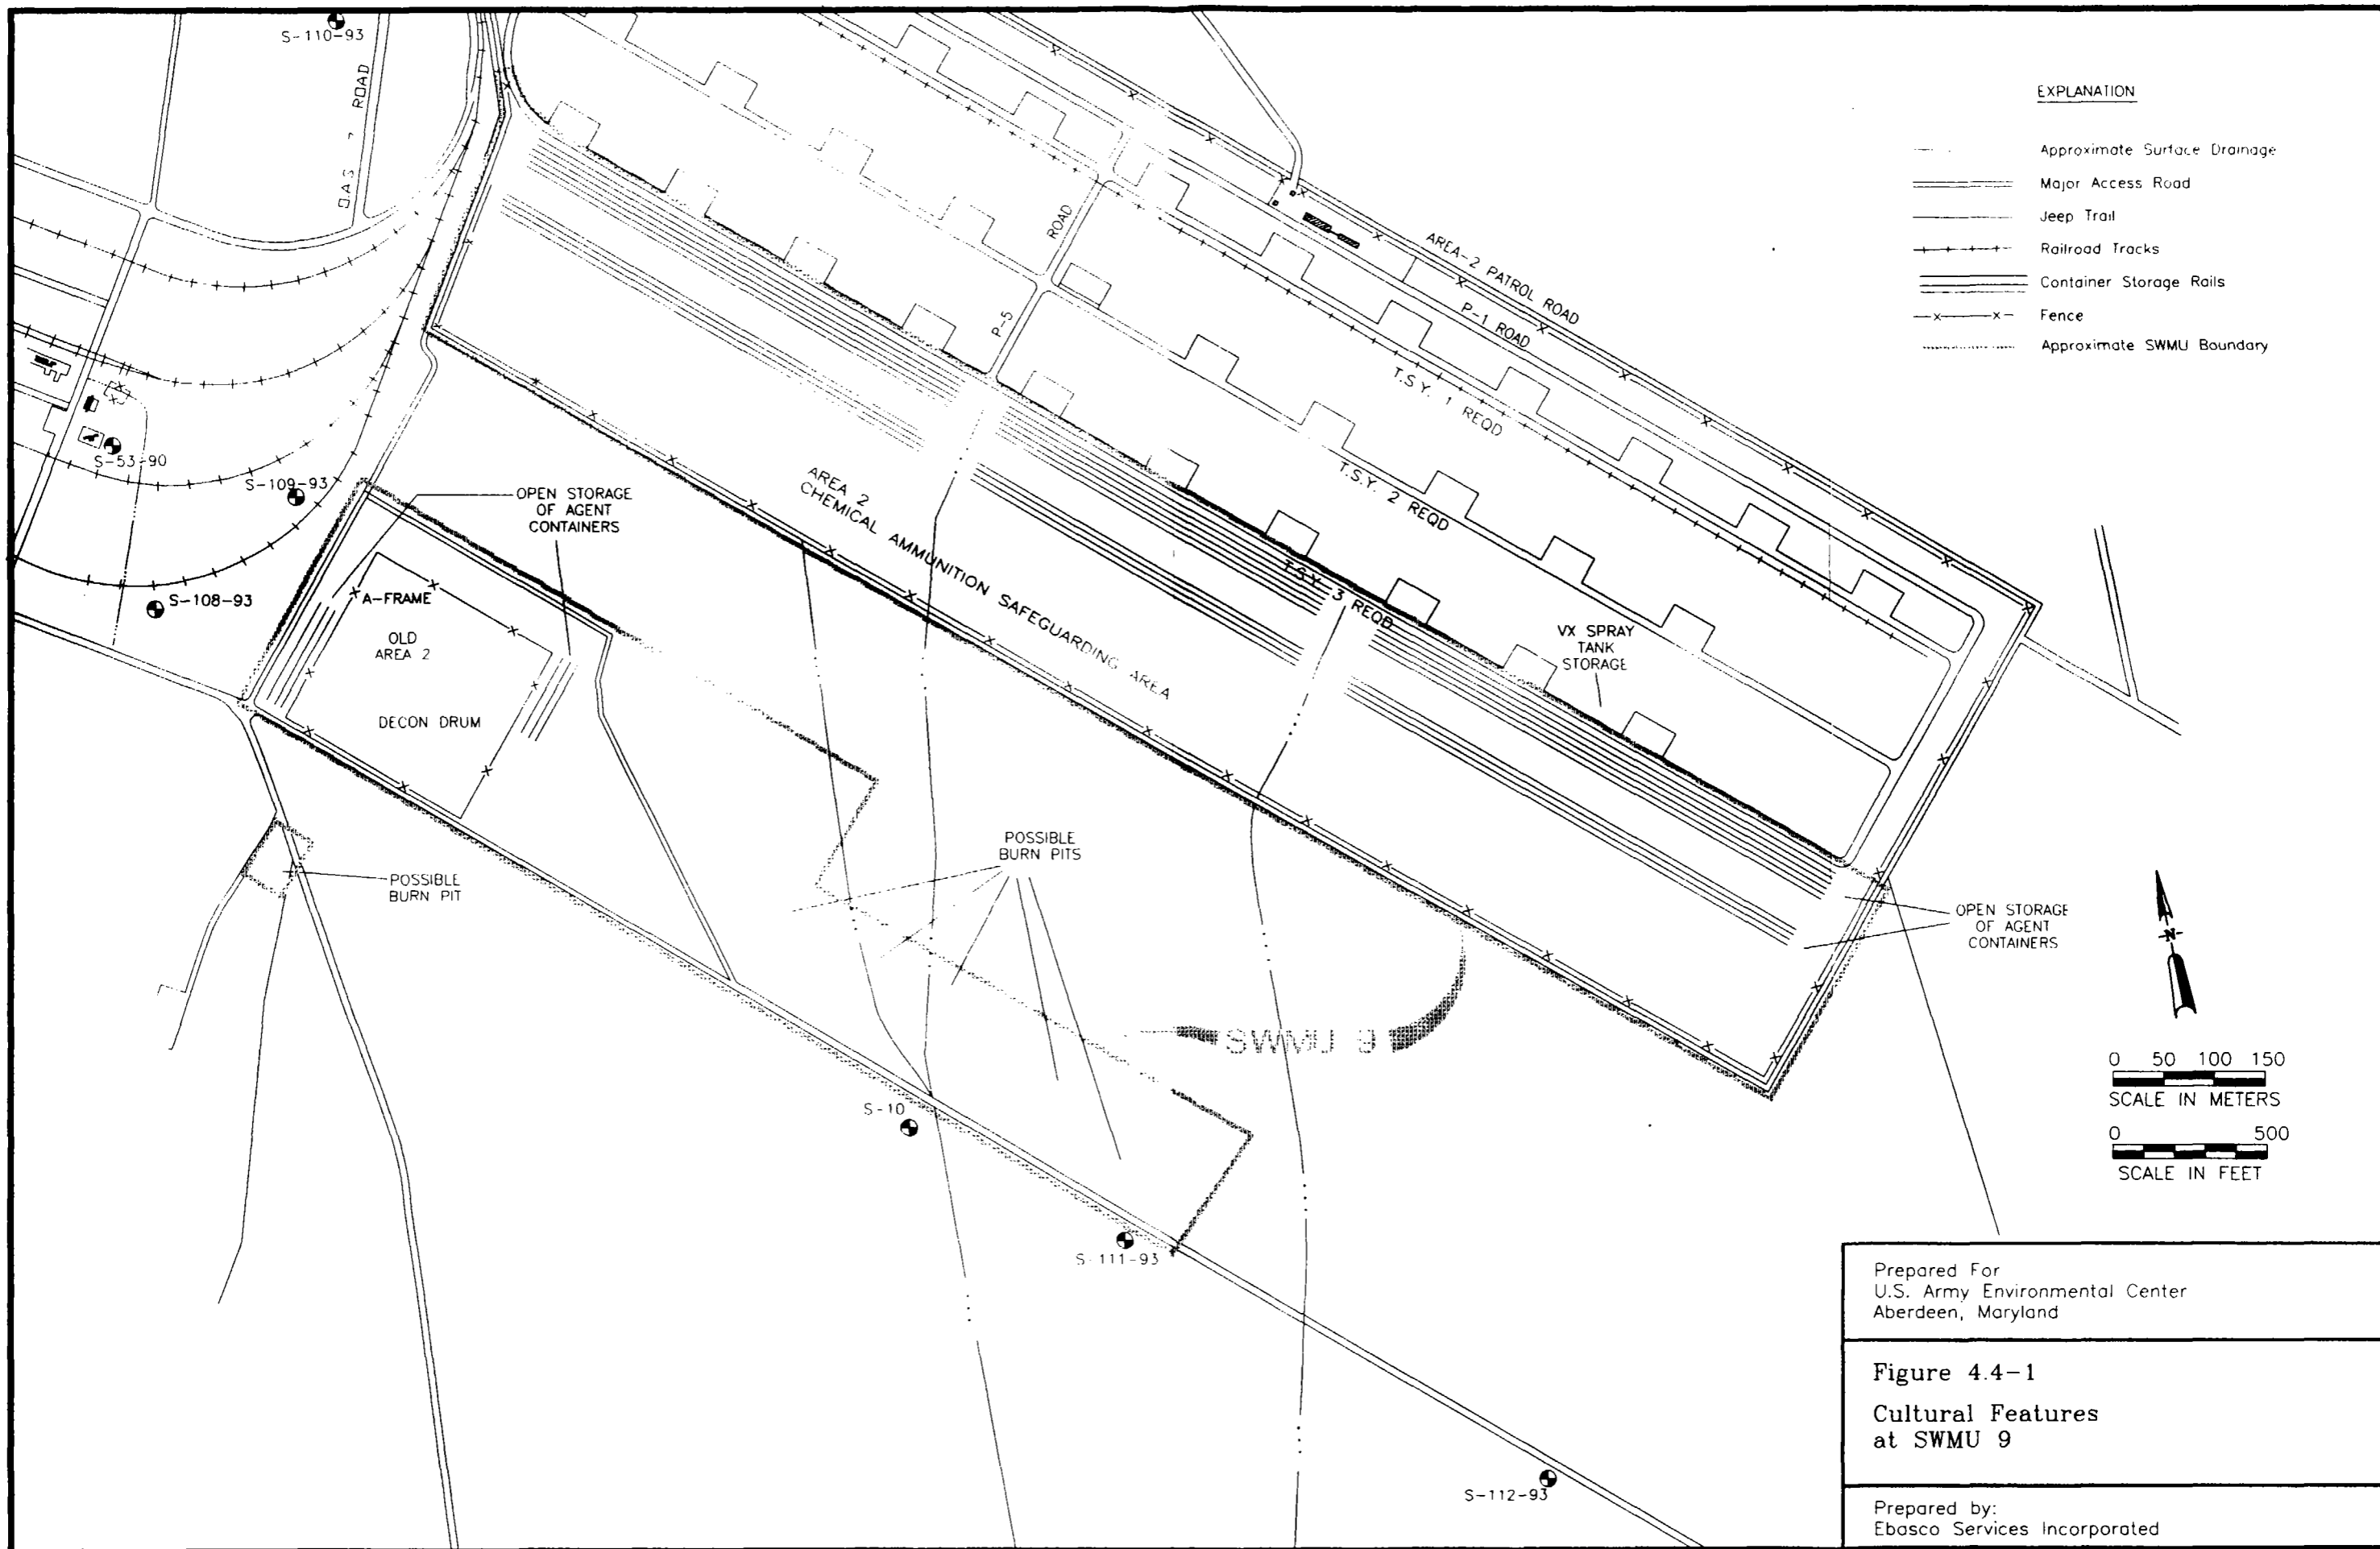 S-110-93
ROAD
EXPLANATION
Approximate Surface Drainage
Major Access Road
Jeep Trail
Railroad Tracks
Container Storage Rails
Fence
Approximate SWMU Boundary
AREA-2 PATROL ROAD
P-1 ROAD
P-5
ROAD
T.S.Y. 1 REQD
T.S.Y. 2 REQD
T.S.Y. 3 REQD
AREA 2
CHEMICAL AMMUNITION SAFEGUARDING AREA
S-53-90
S-109-93
S-108-93
OPEN STORAGE
OF AGENT
CONTAINERS
A-FRAME
OLD
AREA 2
DECON DRUM
VX SPRAY
TANK
STORAGE
POSSIBLE
BURN PIT
POSSIBLE
BURN PITS
OPEN STORAGE
OF AGENT
CONTAINERS
SWMU 9
N
S-10
S-111-93
S-112-93
0 50 100 150
SCALE IN METERS
0 500
SCALE IN FEET
Prepared For
U.S. Army Environmental Center
Aberdeen, Maryland
Figure 4.4-1
Cultural Features
at SWMU 9
Prepared by:
Ebasco Services Incorporated